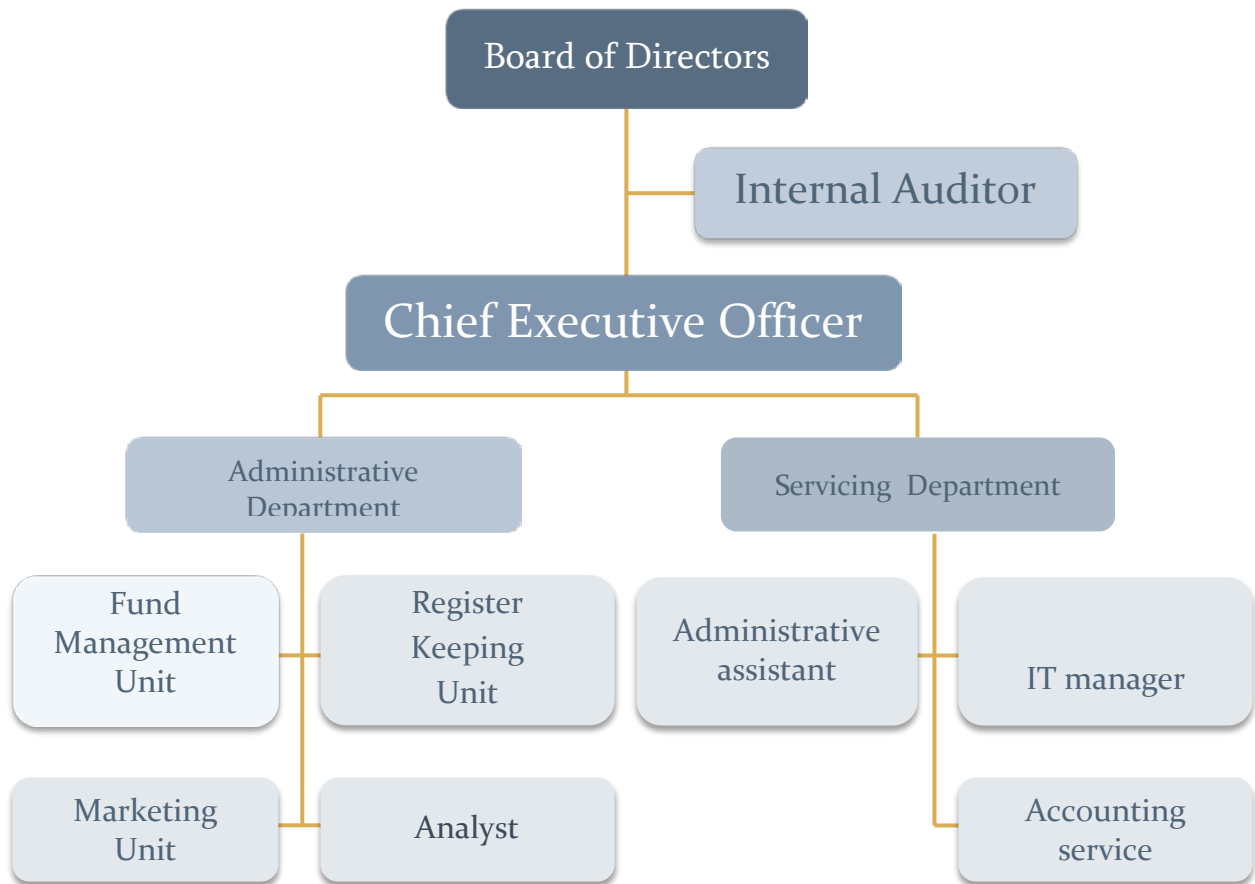 Board of Directors
Internal Auditor
Chief Executive Officer
Administrative
Department
Servicing Department
Fund
Management
Unit
Register
Keeping
Unit
Administrative
assistant
IT manager
Marketing
Unit
Analyst
Accounting
service